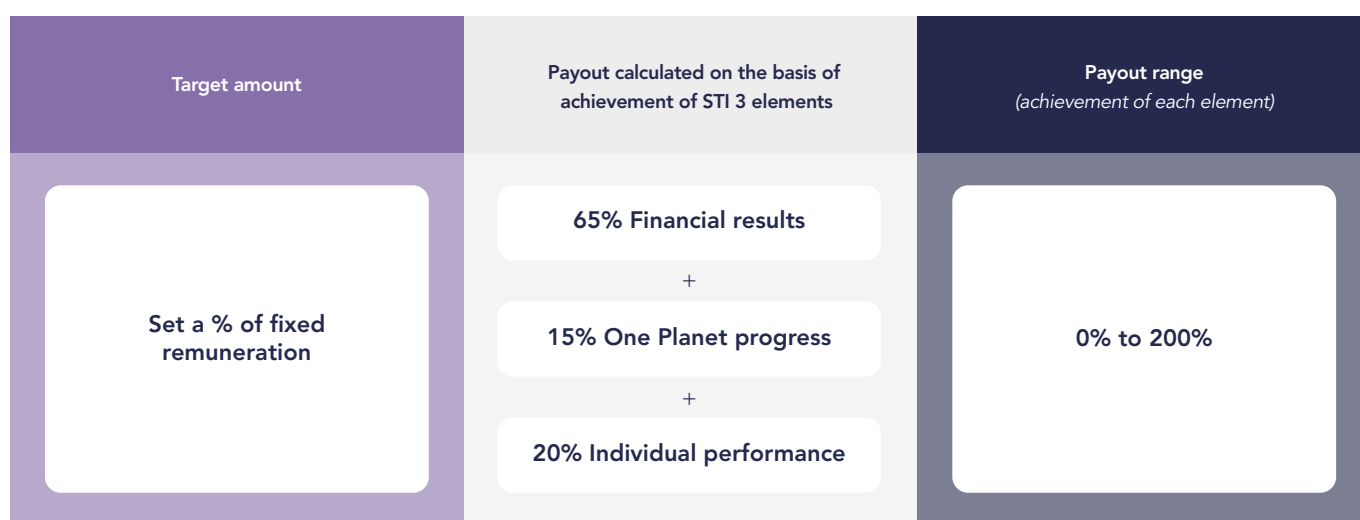 Target amount
Payout calculated on the basis of
achievement of STI 3 elements
Payout range
(achievement of each element)
Set a % of fixed
remuneration
65% Financial results
+
15% One Planet progress
+
20% Individual performance
0% to 200%